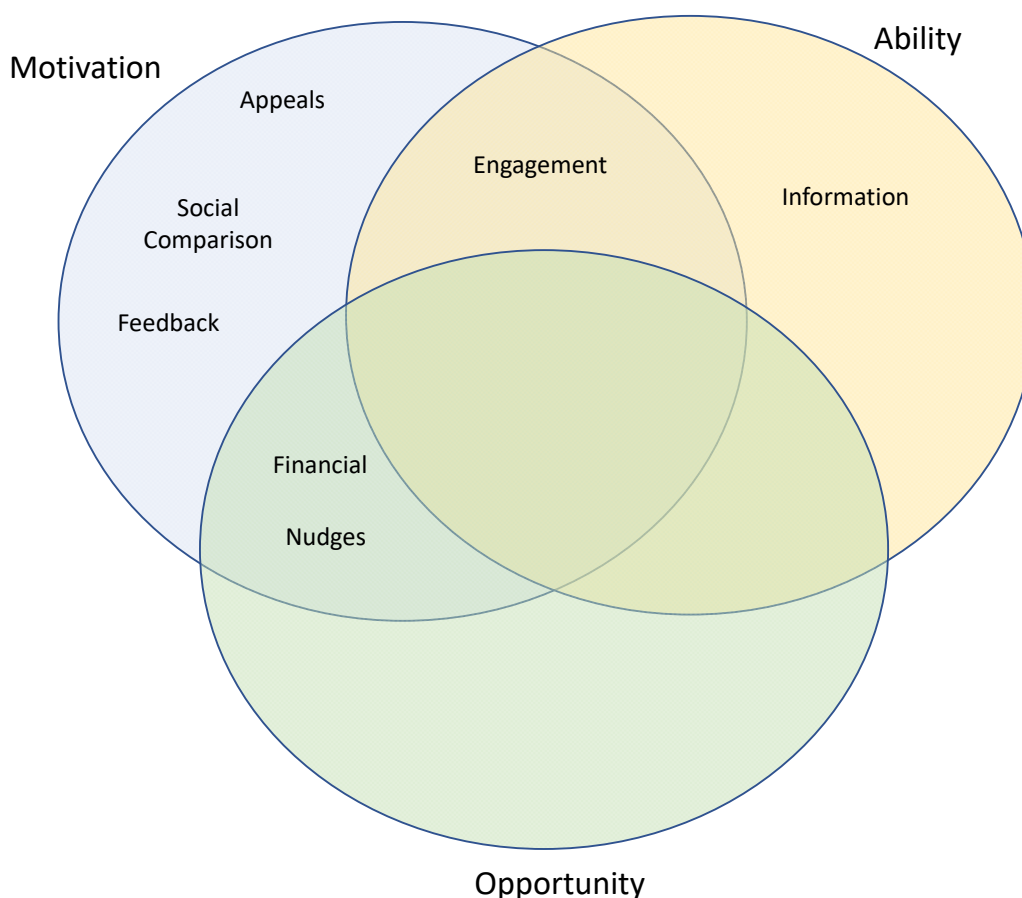 Motivation
Ability
Appeals
Engagement
Information
Social
Comparison
Feedback
Financial
Nudges
Opportunity